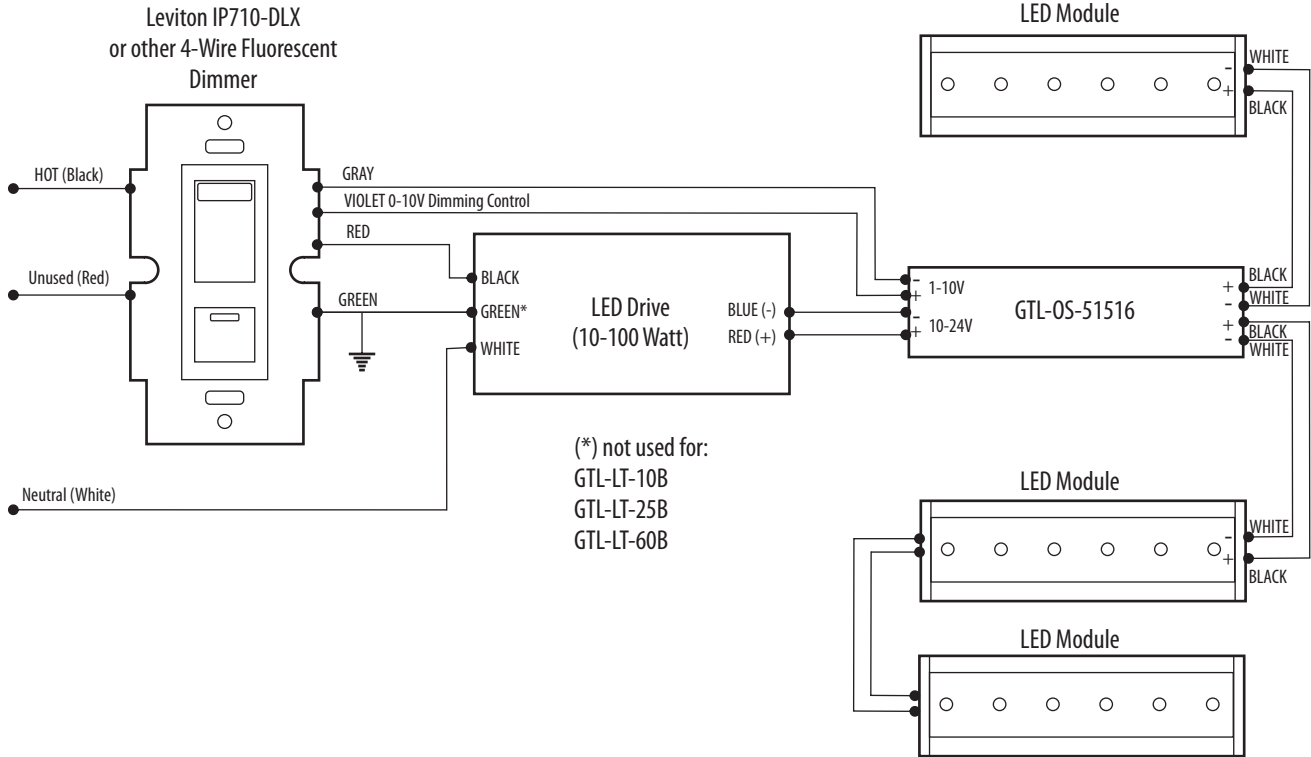 Leviton IP710-DLX
or other 4-Wire Fluorescent
Dimmer
HOT (Black)
Unused (Red)
Neutral (White)
GRAY
VIOLET 0-10V Dimming Control
RED
GREEN
BLACK
GREEN*
WHITE
LED Drive
(10-100 Watt)
BLUE (-)
RED (+)
(*) not used for:
GTL-LT-10B
GTL-LT-25B
GTL-LT-60B
- 1-10V
+
-
+ 10-24V
GTL-OS-51516
+
-
+
-
BLACK
WHITE
BLACK
WHITE
LED Module
-
+
WHITE
BLACK
LED Module
-
+
WHITE
BLACK
LED Module